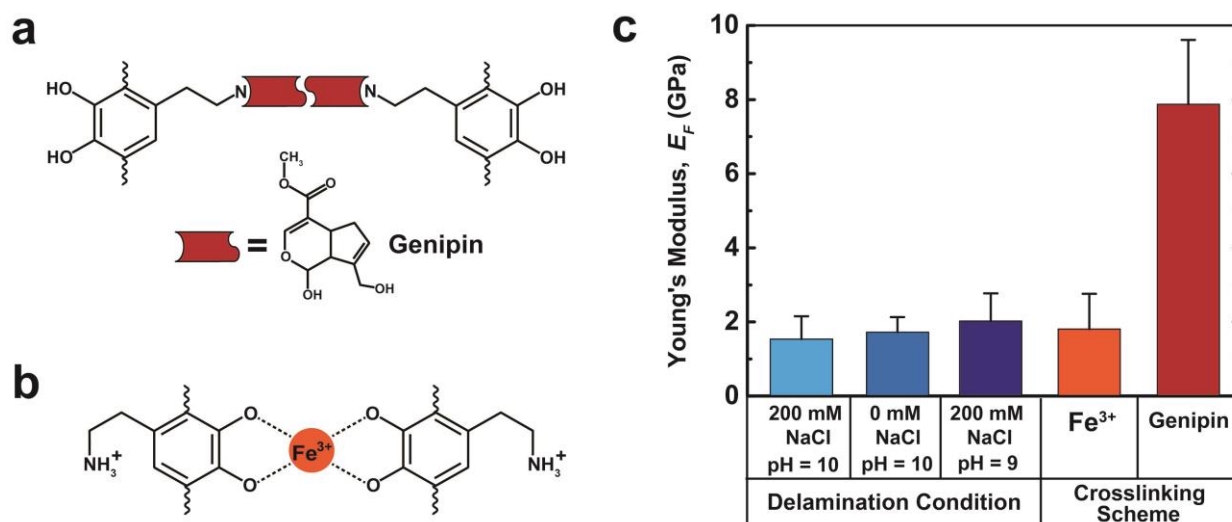 a
HO
HO
N
N
OH
OH
CH3
O
O
O
OH
OH
= Genipin
b
O
O
Fe3+
O
O
NH3+
NH3+
c
Young's Modulus, EF (GPa)
10
8
6
4
2
0
200 mM
NaCl
pH = 10
0 mM
NaCl
pH = 10
200 mM
NaCl
pH = 9
Fe3+
Genipin
Delamination Condition
Crosslinking
Scheme